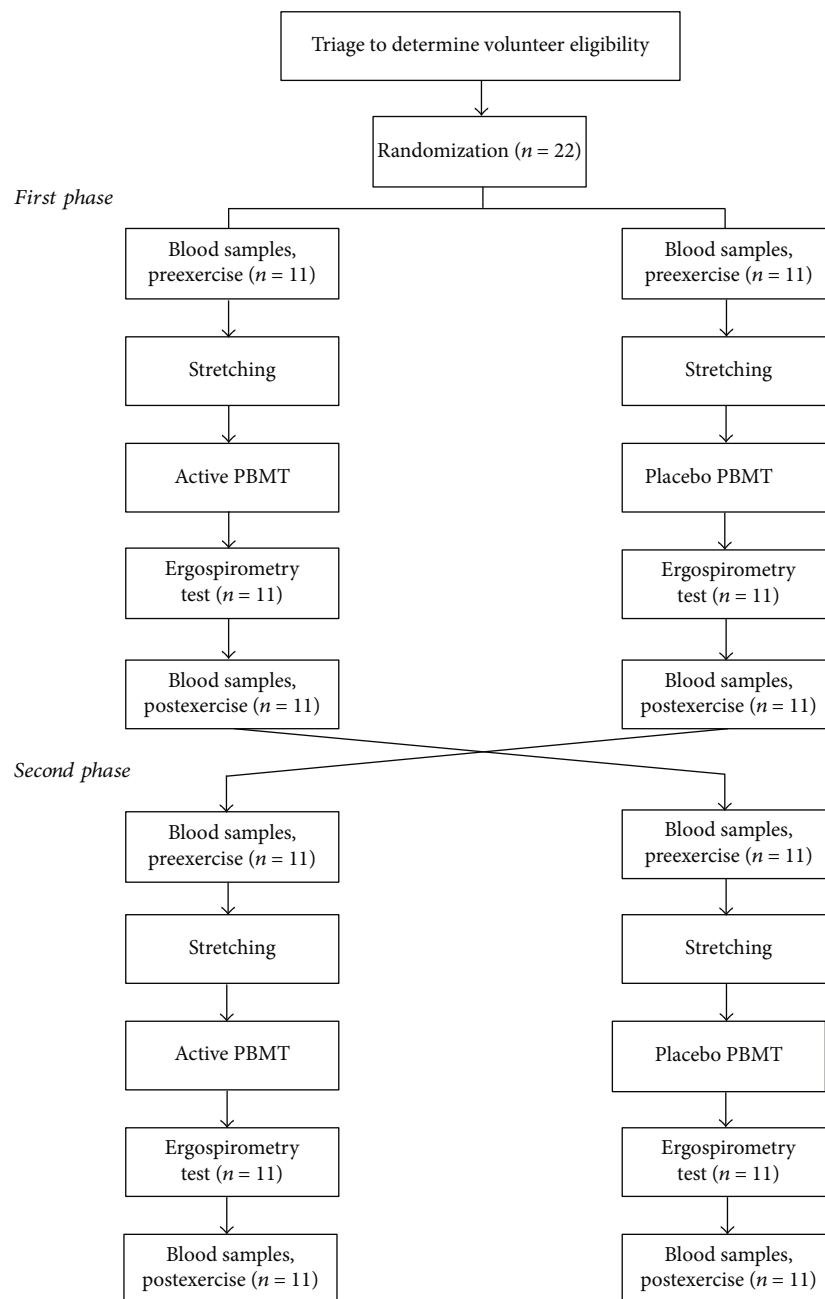 Triage to determine volunteer eligibility
Randomization (n = 22)
First phase
Blood samples,
preexercise (n = 11)
Blood samples,
preexercise (n = 11)
Stretching
Stretching
Active PBMT
Placebo PBMT
Ergospirometry
test (n = 11)
Ergospirometry
test (n = 11)
Blood samples,
postexercise (n = 11)
Blood samples,
postexercise (n = 11)
Second phase
Blood samples,
preexercise (n = 11)
Blood samples,
preexercise (n = 11)
Stretching
Stretching
Active PBMT
Placebo PBMT
Ergospirometry
test (n = 11)
Ergospirometry
test (n = 11)
Blood samples,
postexercise (n = 11)
Blood samples,
postexercise (n = 11)